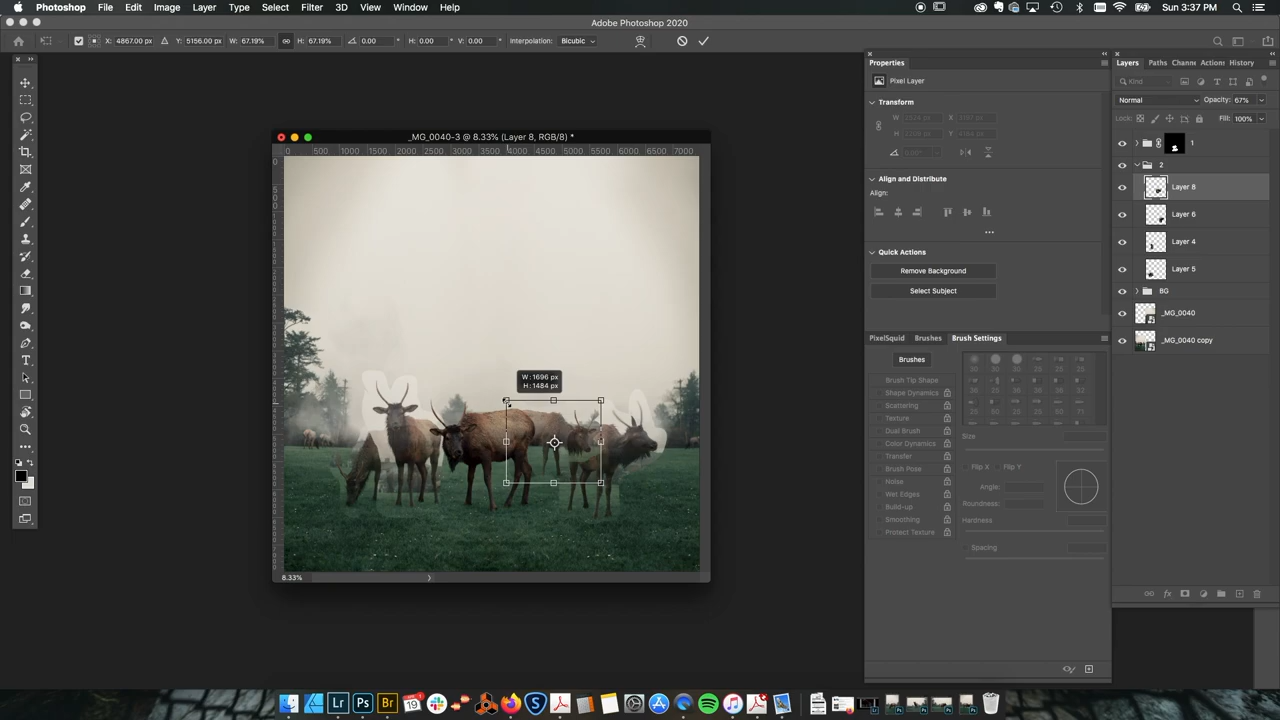 Photoshop File Edit Image Layer Type Select Filter 3D View Window Help Sun 3:37 PM
Adobe Photoshop 2020
X: 4867.00 px Y: 5156.00 px W: 67.19% H: 67.19% 0.00 ° H: 0.00 ° V: 0.00 ° Interpolation: Bicubic
Properties
Layers Paths Chann Action History
Pixel Layer
Kind
Transform
Normal Opacity: 67%
Lock: Fill: 100%
_MG_0040-3 @ 8.33% (Layer 8, RGB/8) *
0 500 1000 1500 2000 2500 3000 3500 4000 4500 5000 5500 6000 6500 7000
1
2
Align and Distribute
Align:
Layer 8
Layer 6
Layer 4
Quick Actions
Remove Background
Select Subject
Layer 5
BG
_MG_0040
_MG_0040 copy
PixelSquid Brushes Brush Settings
Brushes
Brush Tip Shape
Shape Dynamics
Scattering
Texture
Dual Brush
Color Dynamics
Transfer
Brush Pose
Noise
Wet Edges
Build-up
Smoothing
Protect Texture
Size
Flip X Flip Y
Angle:
Roundness:
Hardness
Spacing
W: 1696 px
H: 1484 px
8.33%